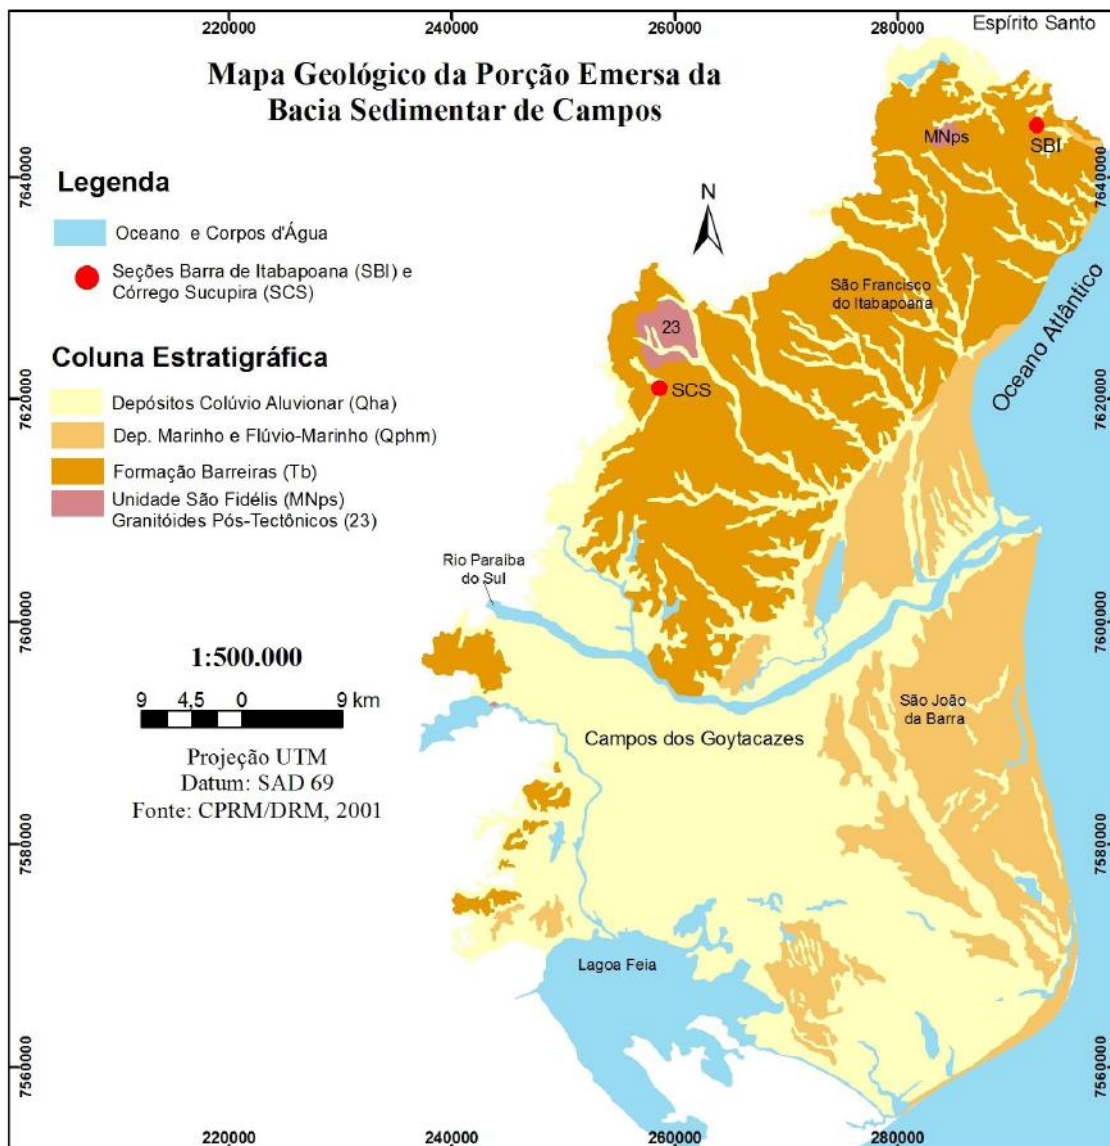 220000
240000
260000
280000
Espírito Santo
Mapa Geológico da Porção Emersa da
Bacia Sedimentar de Campos
Legenda
Oceano e Corpos d'Água
Seções Barra de Itabapoana (SBI) e
Córrego Sucupira (SCS)
Coluna Estratigráfica
Depósitos Colúvio Aluvionar (Qha)
Dep. Marinho e Flúvio-Marinho (Qphm)
Formação Barreiras (Tb)
Unidade São Fidélis (MNps)
Granitóides Pós-Tectônicos (23)
N
MNps
SBI
São Francisco
do Itabapoana
Oceano Atlântico
23
SCS
Rio Paraíba
do Sul
1:500.000
9 4,5 0 9 km
Projeção UTM
Datum: SAD 69
Fonte: CPRM/DRM, 2001
São João
da Barra
Campos dos Goytacazes
Lagoa Feia
7640000
7620000
7600000
7580000
7560000
7640000
7620000
7600000
7580000
7560000
220000
240000
260000
280000